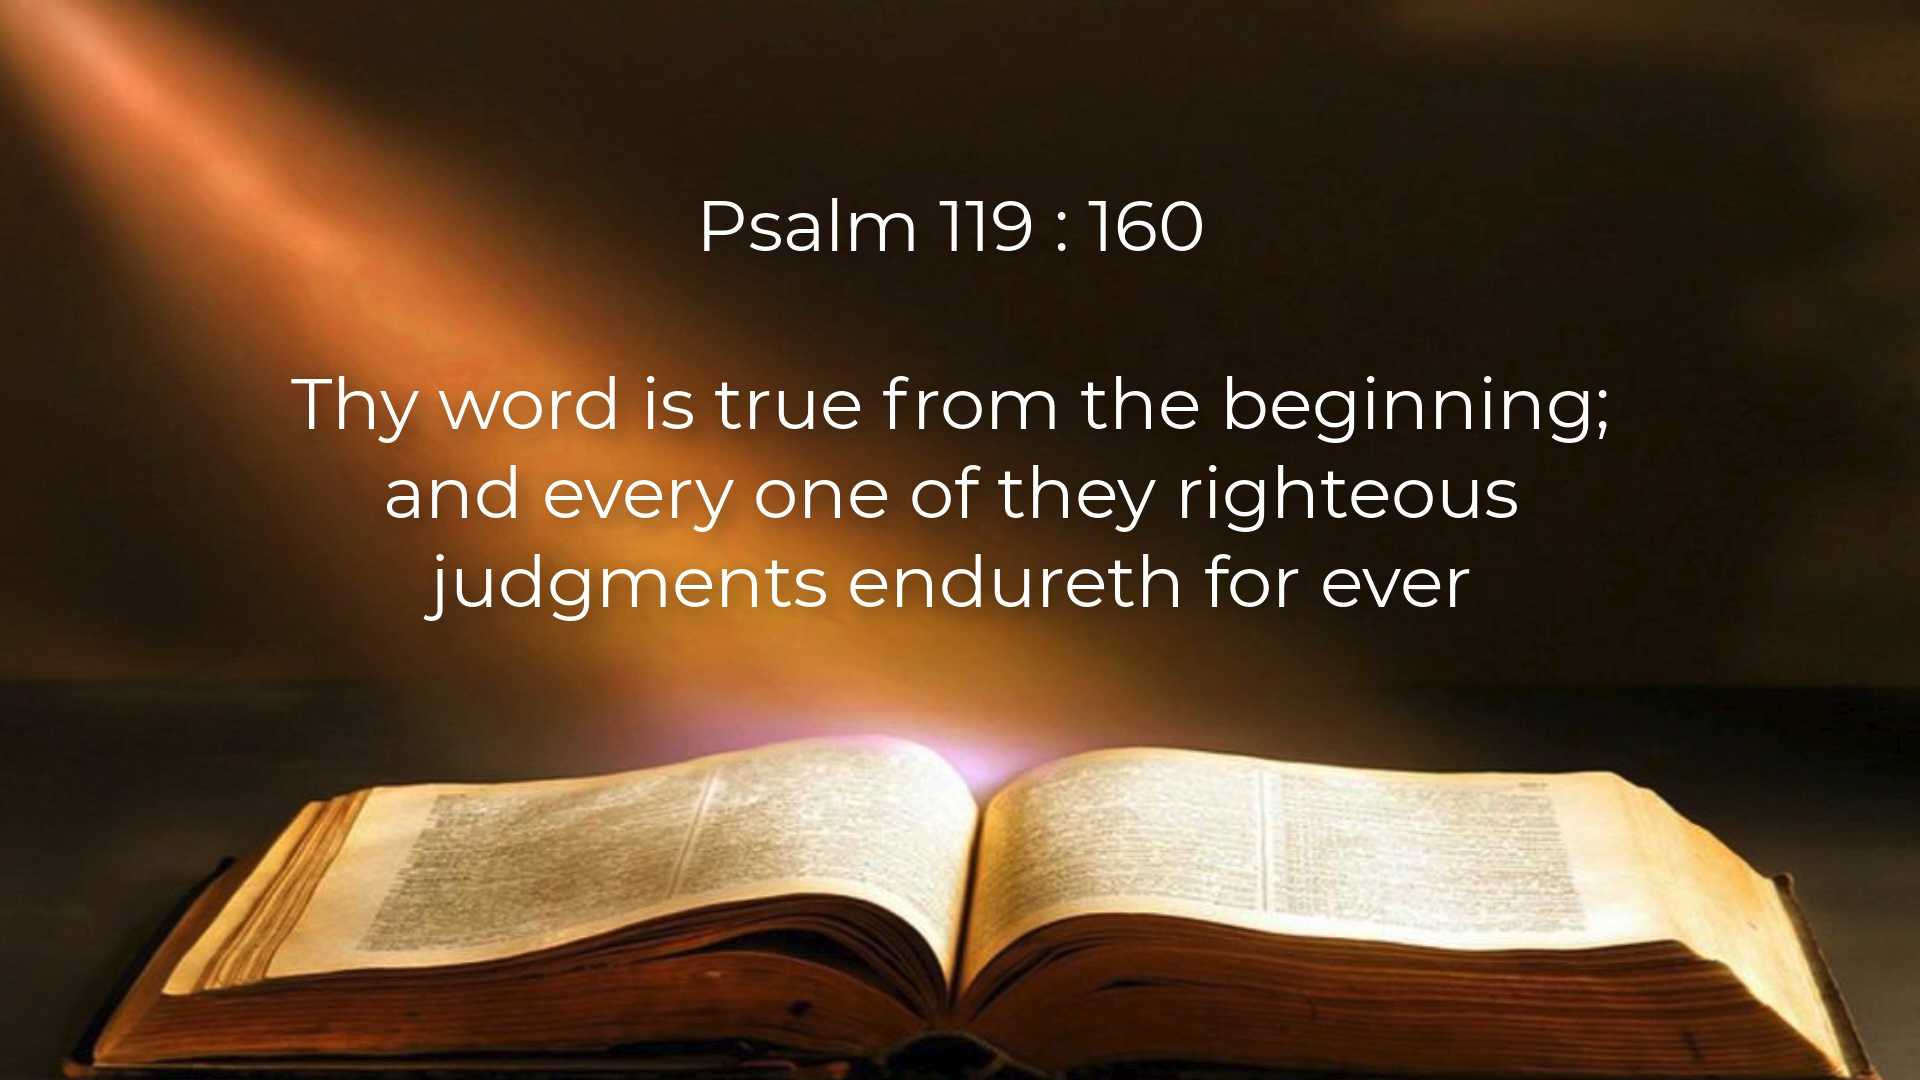 Psalm 119 : 160
Thy word is true from the beginning;
and every one of they righteous
judgments endureth for ever